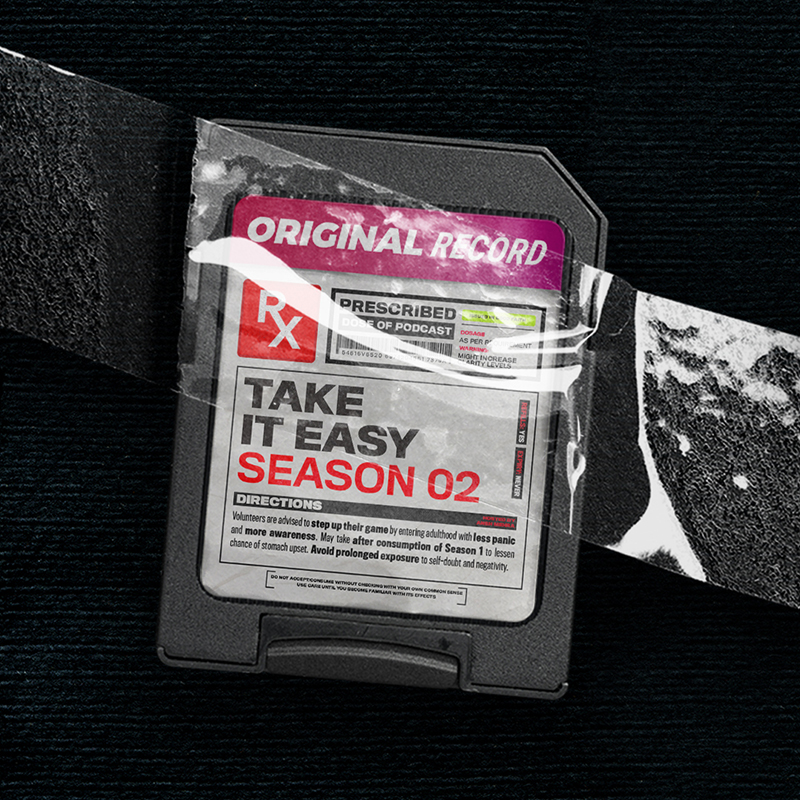 ORIGINAL RECORD
Rx
PRESCRIBED
DOSE OF PODCAST
DOSAGE
AS PER
WARNING
MIGHT INCREASE
CLARITY LEVELS
TAKE
IT EASY
SEASON 02
YES
NEVER!
DIRECTIONS
Volunteers are advised to step up their game by entering adulthood with less panic
and more awareness. May take after consumption of Season 1 to lessen
chance of stomach upset. Avoid prolonged exposure to self-doubt and negativity.
DO NOT ACCEPT/CONSUME WITHOUT CHECKING WITH YOUR OWN COMMON SENSE
USE CARE UNTIL YOU BECOME FAMILIAR WITH ITS EFFECTS